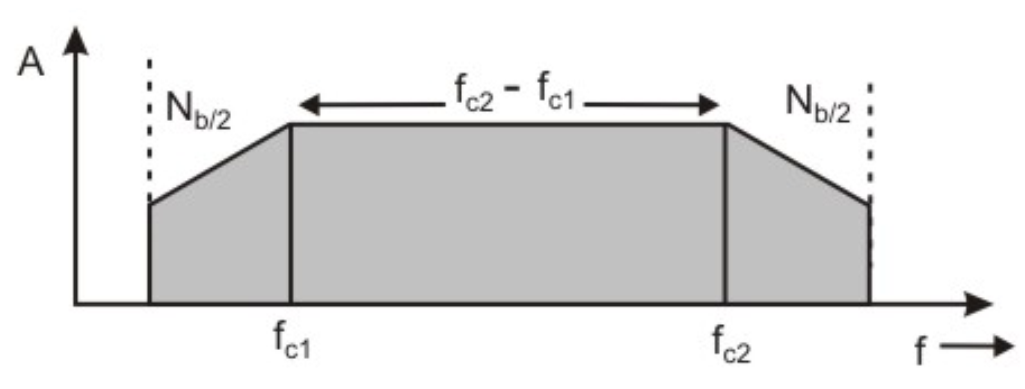 A
N_b/2
f_c2 - f_c1
N_b/2
f_c1
f_c2
f